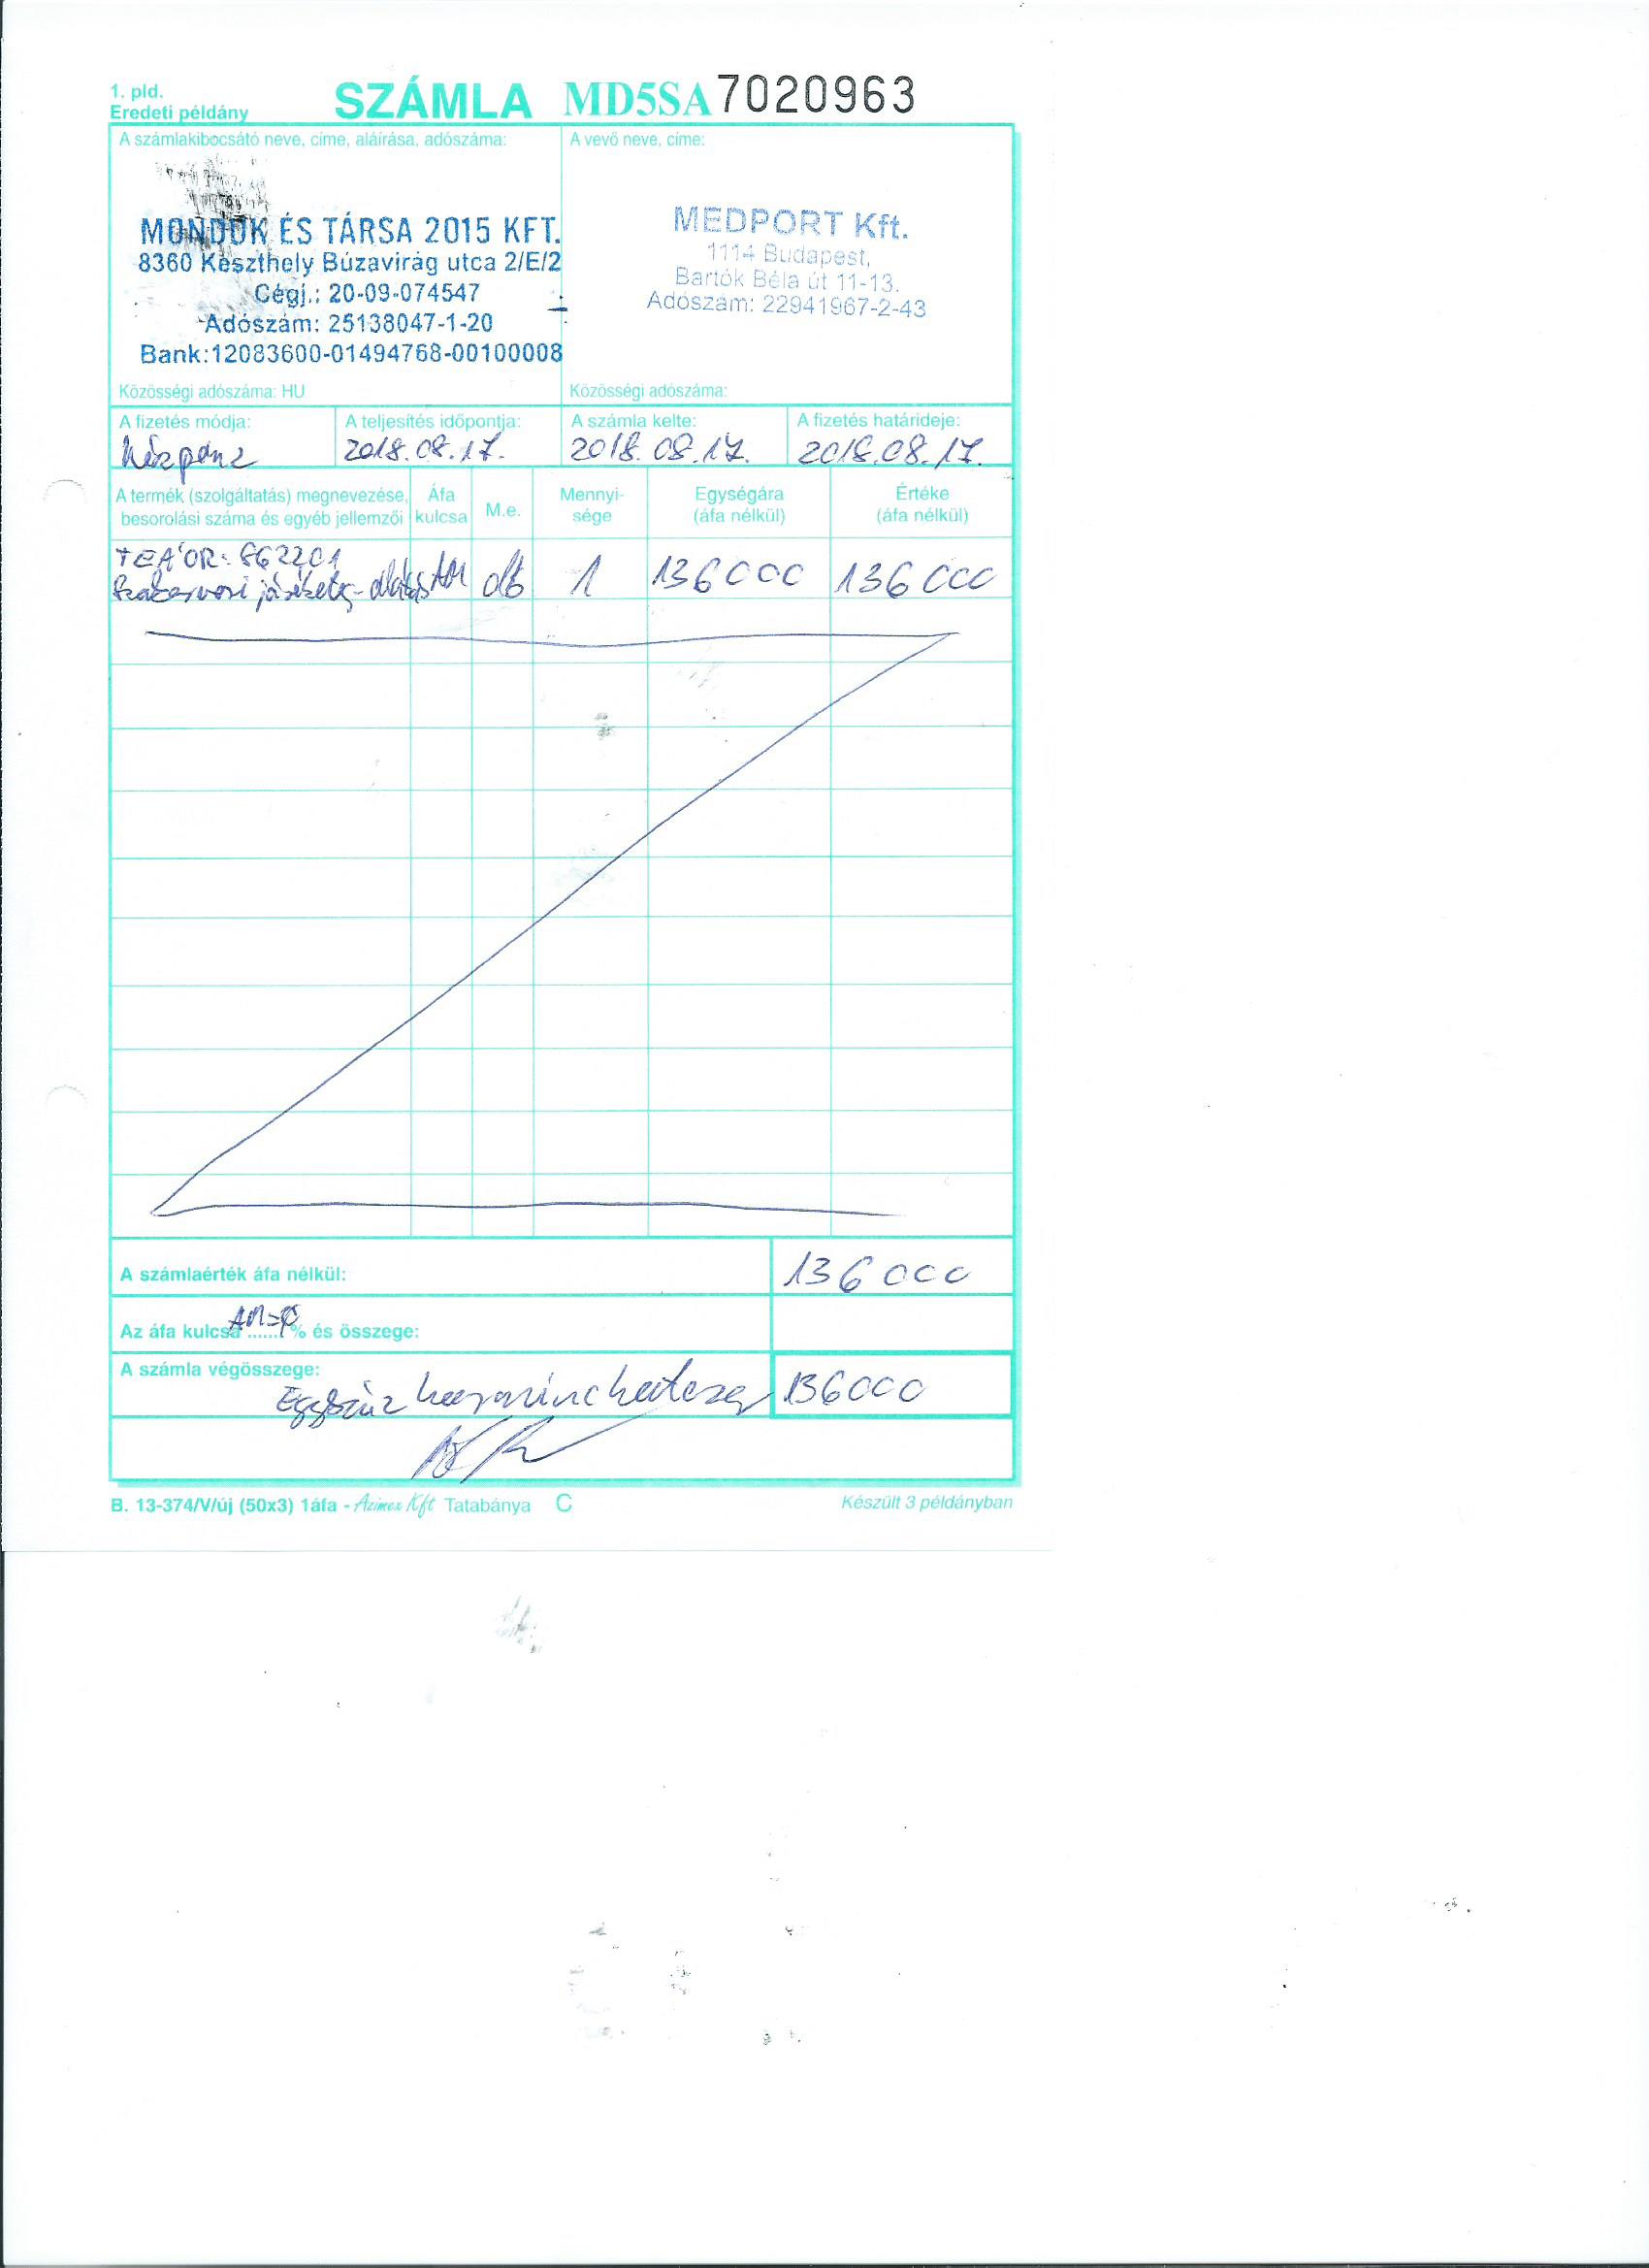 1. pld.
Eredeti példány
SZÁMLA MD5SA 7020963
A számlakibocsátó neve, címe, aláírása, adószáma:
MONDOK ÉS TÁRSA 2015 KFT.
8360 Keszthely Búzavirág utca 2/E/2
Cégj.: 20-09-074547
Adószám: 25138047-1-20
Bank:12083600-01494768-00100008
Közösségi adószáma: HU
A vevő neve, címe:
MEDPORT Kft.
1114 Budapest,
Bartók Béla út 11-13.
Adószám: 22941967-2-43
Közösségi adószáma:
A fizetés módja:
Készpénz
A teljesítés időpontja:
2018.08.17.
A számla kelte:
2018.08.17.
A fizetés határideje:
2018.08.17.
A termék (szolgáltatás) megnevezése, besorolási száma és egyéb jellemzői
Áfa kulcsa
M.e.
Mennyi-sége
Egységára (áfa nélkül)
Értéke (áfa nélkül)
TEÁOR: 862201
Szakorvosi járóbeteg-ellátás AM db 1 136000 136000
A számlaérték áfa nélkül: 136000
Az áfa kulcsa AM ......% és összege:
A számla végösszege: Egyszáz harminchatezer 136000
B. 13-374/V/új (50x3) 1áfa - Azimex Kft Tatabánya C
Készült 3 példányban